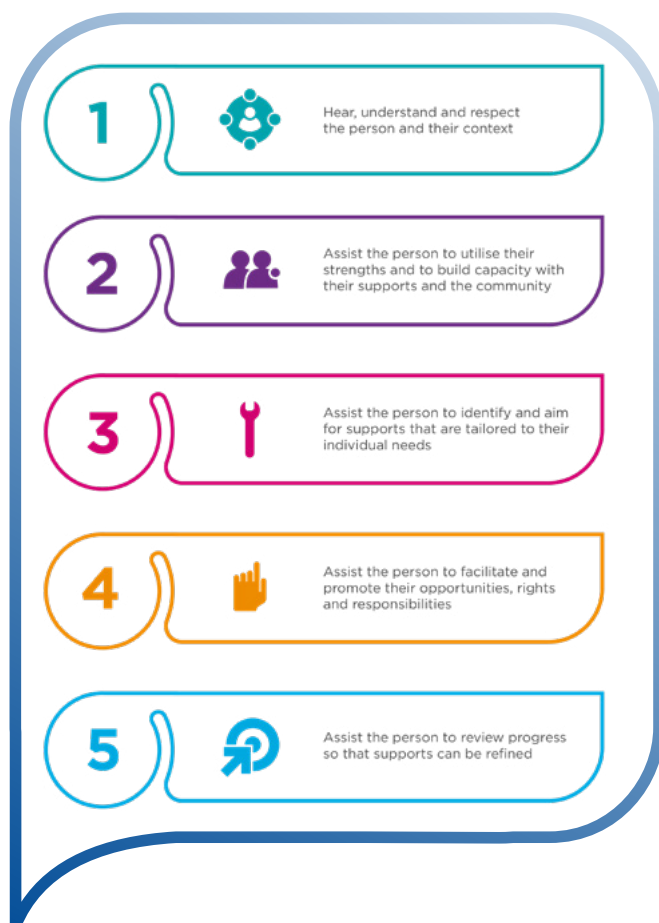 1
Hear, understand and respect
the person and their context
2
Assist the person to utilise their
strengths and to build capacity with
their supports and the community
3
Assist the person to identify and aim
for supports that are tailored to their
individual needs
4
Assist the person to facilitate and
promote their opportunities, rights
and responsibilities
5
Assist the person to review progress
so that supports can be refined